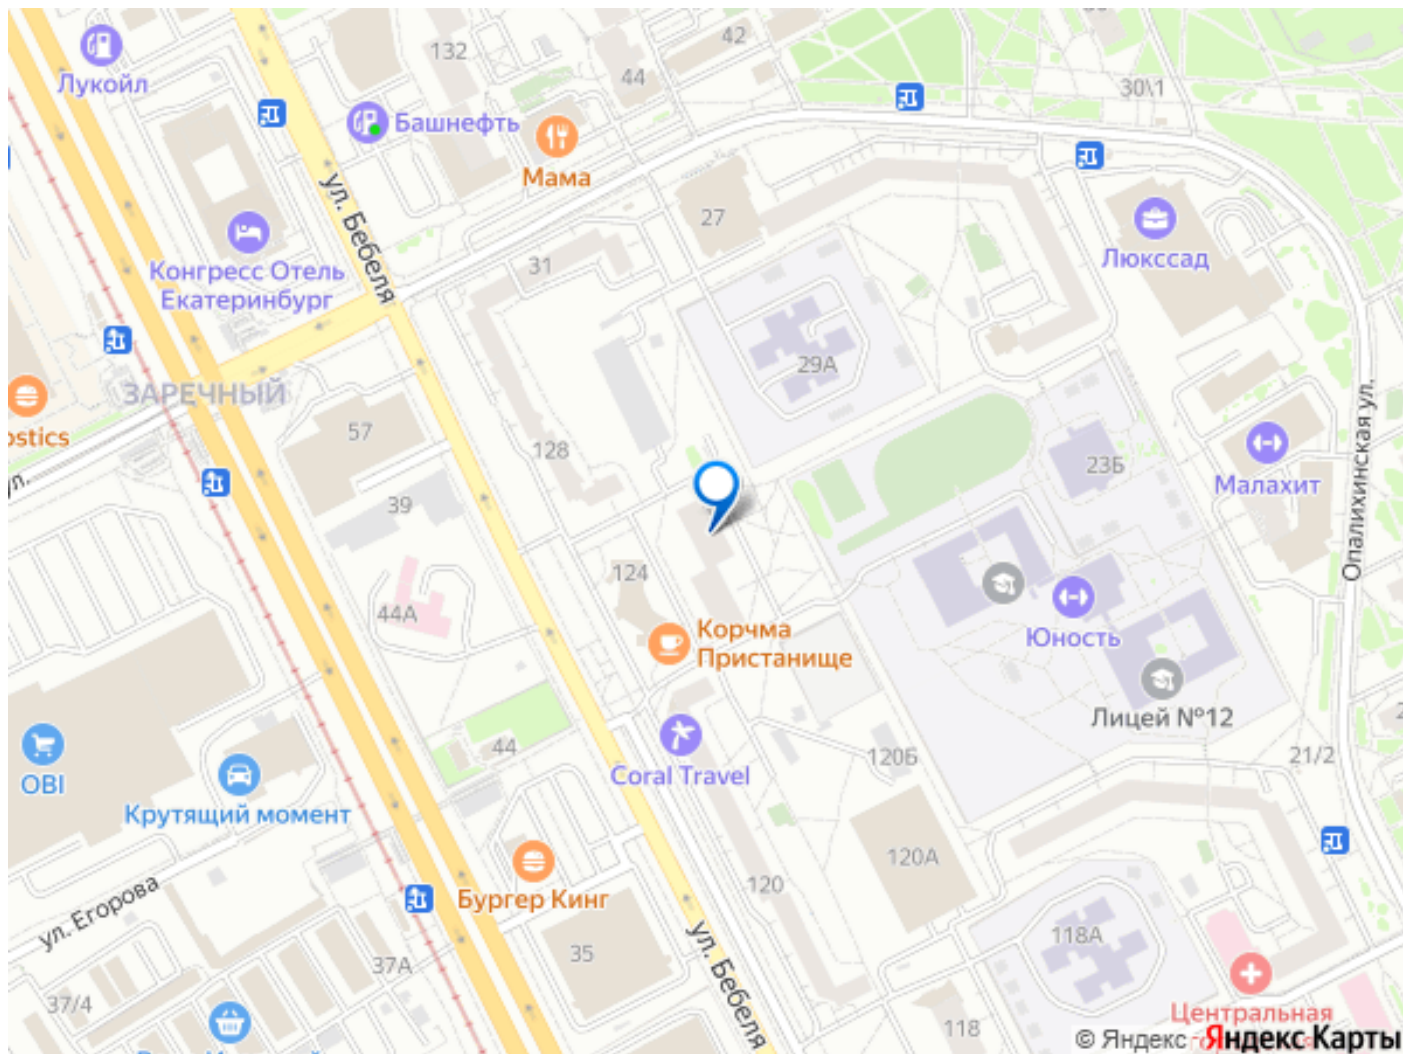 42
132
Лукойл
44
30\1
Башнефть
Мама
ул. Бебеля
27
Люкссад
31
Конгресс Отель
Екатеринбург
29А
ЗАРЕЧНЫЙ
57
ostics
128
23Б
Малахит
Опалихинская ул.
ул.
39
124
44А
Корчма
Пристанище
Юность
Лицей №12
44
120Б
21/2
OBI
Coral Travel
Крутящий момент
120А
120
Бургер Кинг
ул. Егорова
35
37А
118А
ул. Бебеля
37/4
118
Центральная
© Яндекс Яндекс Карты